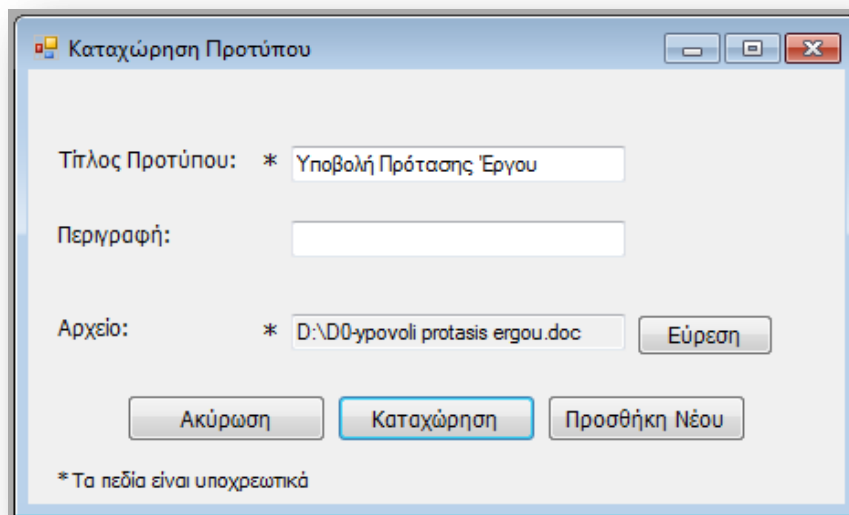 Καταχώρηση Προτύπου
Τίτλος Προτύπου: * Υποβολή Πρότασης Έργου
Περιγραφή:
Αρχείο: * D:\D0-ypovoli protasis ergou.doc Εύρεση
Ακύρωση Καταχώρηση Προσθήκη Νέου
* Τα πεδία είναι υποχρεωτικά